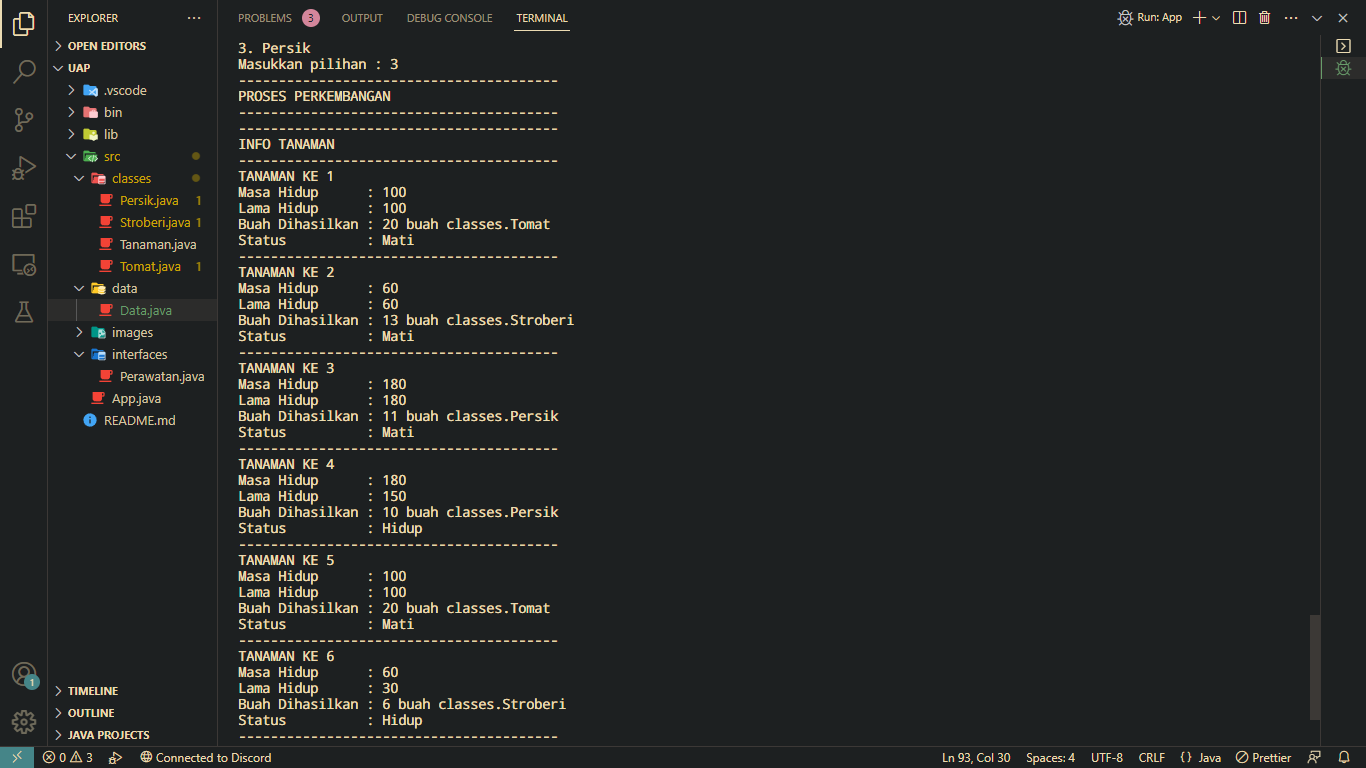 EXPLORER ···
OPEN EDITORS
UAP
.vscode
bin
lib
src
classes
Persik.java 1
Stroberi.java 1
Tanaman.java
Tomat.java 1
data
Data.java
images
interfaces
Perawatan.java
App.java
README.md
TIMELINE
OUTLINE
JAVA PROJECTS
1
PROBLEMS 3 OUTPUT DEBUG CONSOLE TERMINAL
Run: App
3. Persik
Masukkan pilihan : 3
----------------------------------------
PROSES PERKEMBANGAN
----------------------------------------
----------------------------------------
INFO TANAMAN
----------------------------------------
TANAMAN KE 1
Masa Hidup      : 100
Lama Hidup      : 100
Buah Dihasilkan : 20 buah classes.Tomat
Status          : Mati
----------------------------------------
TANAMAN KE 2
Masa Hidup      : 60
Lama Hidup      : 60
Buah Dihasilkan : 13 buah classes.Stroberi
Status          : Mati
----------------------------------------
TANAMAN KE 3
Masa Hidup      : 180
Lama Hidup      : 180
Buah Dihasilkan : 11 buah classes.Persik
Status          : Mati
----------------------------------------
TANAMAN KE 4
Masa Hidup      : 180
Lama Hidup      : 150
Buah Dihasilkan : 10 buah classes.Persik
Status          : Hidup
----------------------------------------
TANAMAN KE 5
Masa Hidup      : 100
Lama Hidup      : 100
Buah Dihasilkan : 20 buah classes.Tomat
Status          : Mati
----------------------------------------
TANAMAN KE 6
Masa Hidup      : 60
Lama Hidup      : 30
Buah Dihasilkan : 6 buah classes.Stroberi
Status          : Hidup
----------------------------------------
0 3 Connected to Discord Ln 93, Col 30 Spaces: 4 UTF-8 CRLF {} Java Prettier